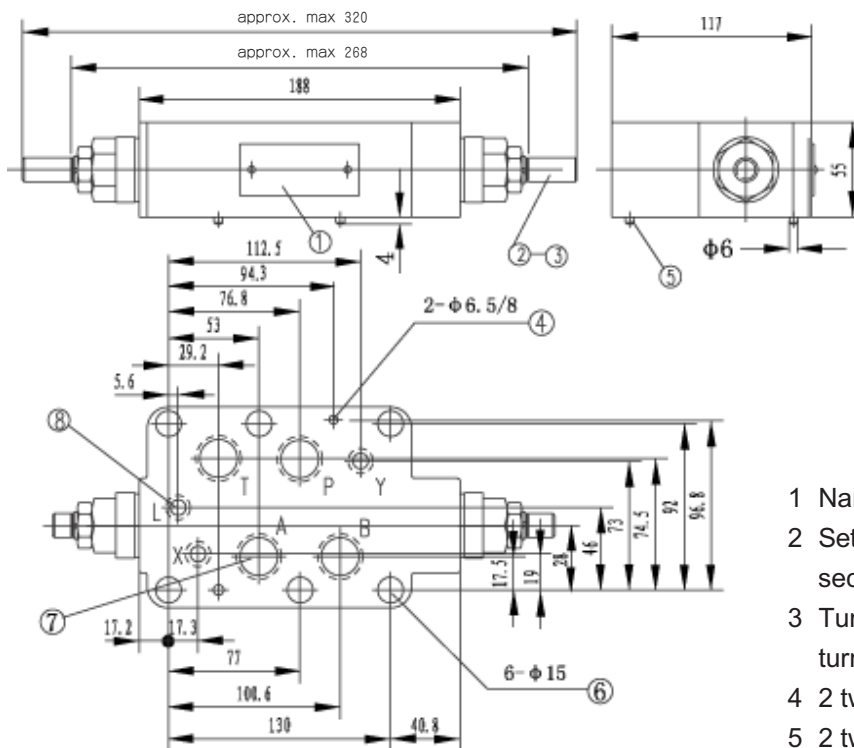 approx. max 320
approx. max 268
188
117
55
4
Φ6
①
②-③
⑤
112.5
94.3
76.8
53
29.2
5.6
2-Φ6.5/8
④
⑧
T
P
Y
L
A
B
X
⑦
17.5
19
28
46
73
74.5
92
96.8
17.2
17.3
77
100.6
130
40.8
6-Φ15
⑥
1 Na
2 Set
sec
3 Tur
turn
4 2 tw
5 2 tw